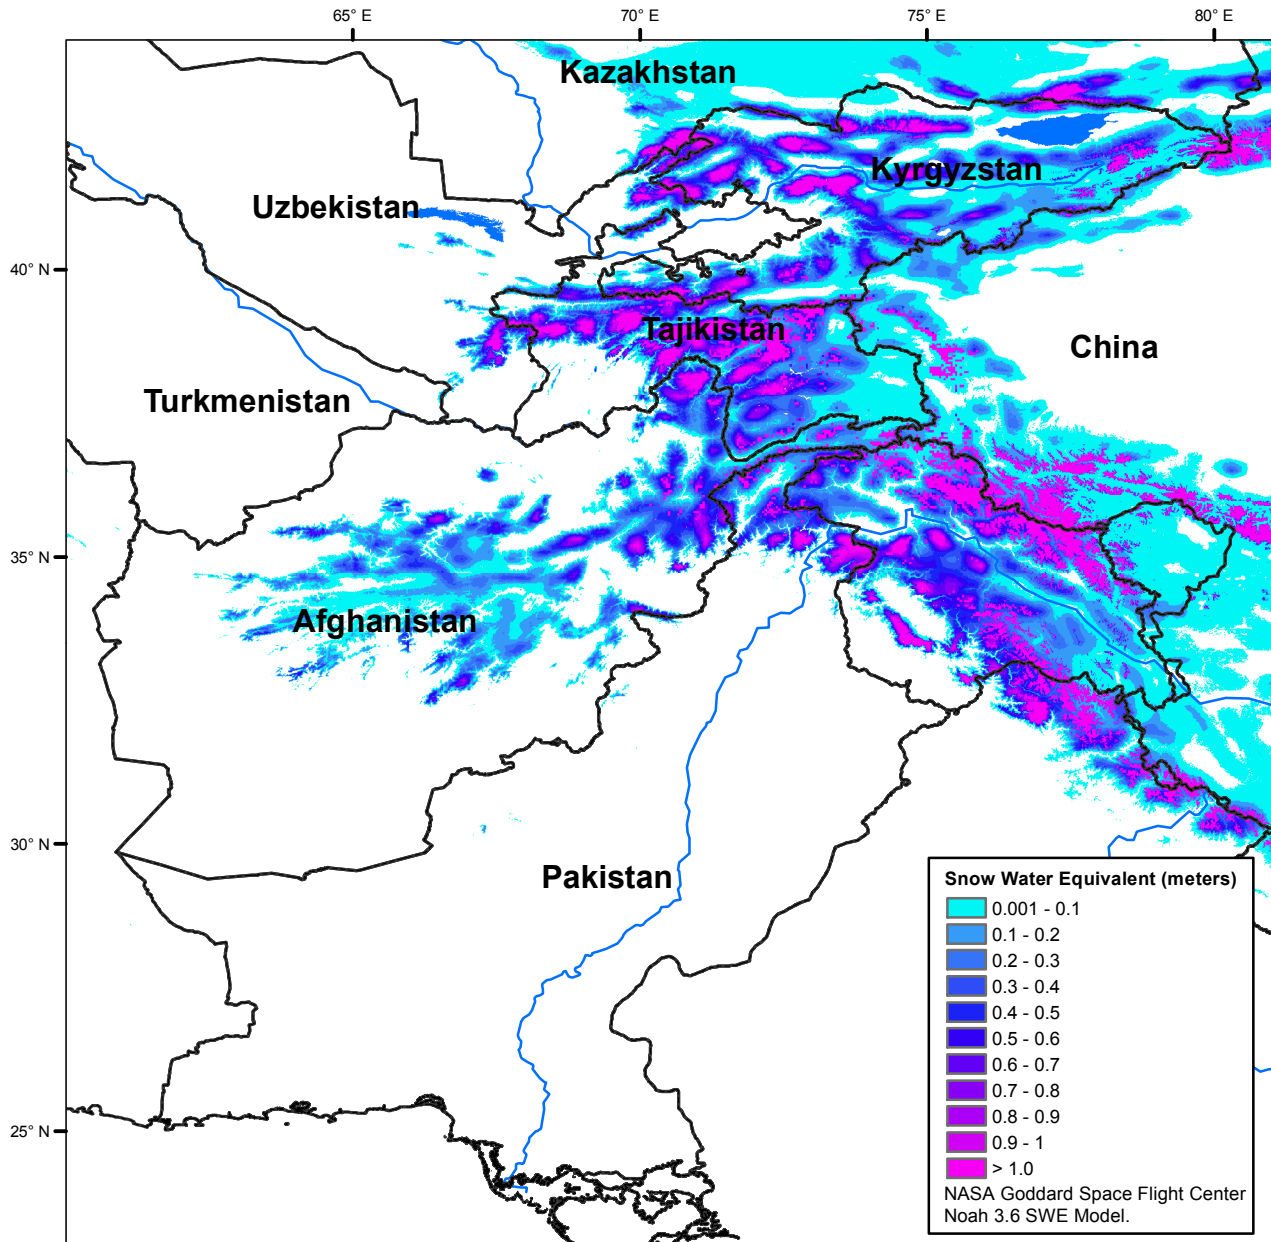 65° E
70° E
75° E
80° E
Kazakhstan
Kyrgyzstan
Uzbekistan
40° N
Tajikistan
China
Turkmenistan
35° N
Afghanistan
30° N
Pakistan
25° N
Snow Water Equivalent (meters)
0.001 - 0.1
0.1 - 0.2
0.2 - 0.3
0.3 - 0.4
0.4 - 0.5
0.5 - 0.6
0.6 - 0.7
0.7 - 0.8
0.8 - 0.9
0.9 - 1
> 1.0
NASA Goddard Space Flight Center
Noah 3.6 SWE Model.